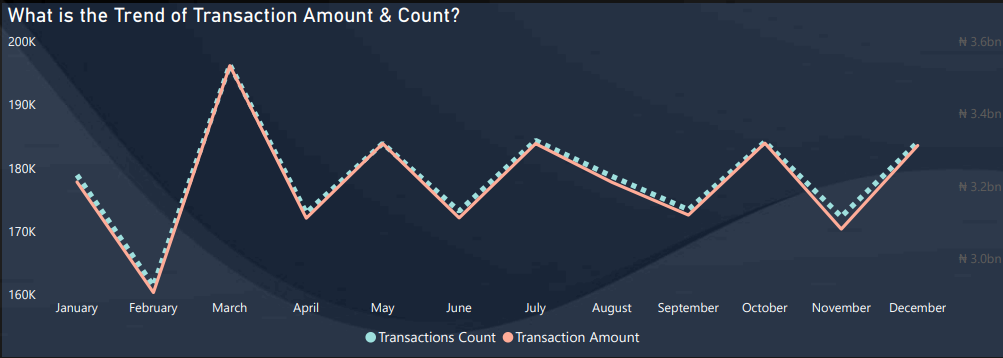 What is the Trend of Transaction Amount & Count?
200K
₦ 3.6bn
190K
₦ 3.4bn
180K
₦ 3.2bn
170K
₦ 3.0bn
160K
January February March April May June July August September October November December
Transactions Count Transaction Amount